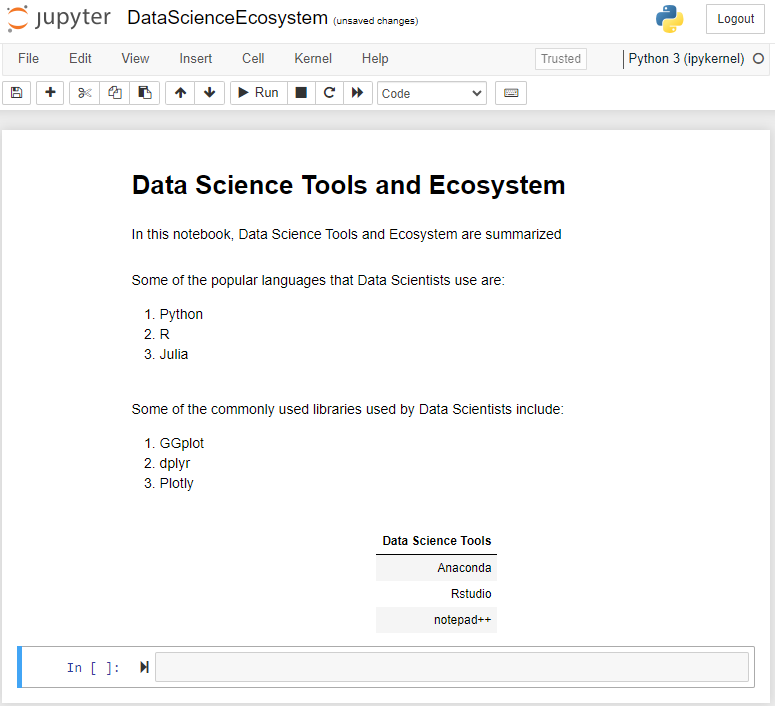 jupyter DataScienceEcosystem (unsaved changes) Logout
File Edit View Insert Cell Kernel Help Trusted Python 3 (ipykernel)
Run Code
Data Science Tools and Ecosystem
In this notebook, Data Science Tools and Ecosystem are summarized
Some of the popular languages that Data Scientists use are:
1. Python
2. R
3. Julia
Some of the commonly used libraries used by Data Scientists include:
1. GGplot
2. dplyr
3. Plotly
Data Science Tools
Anaconda
Rstudio
notepad++
In [ ]: